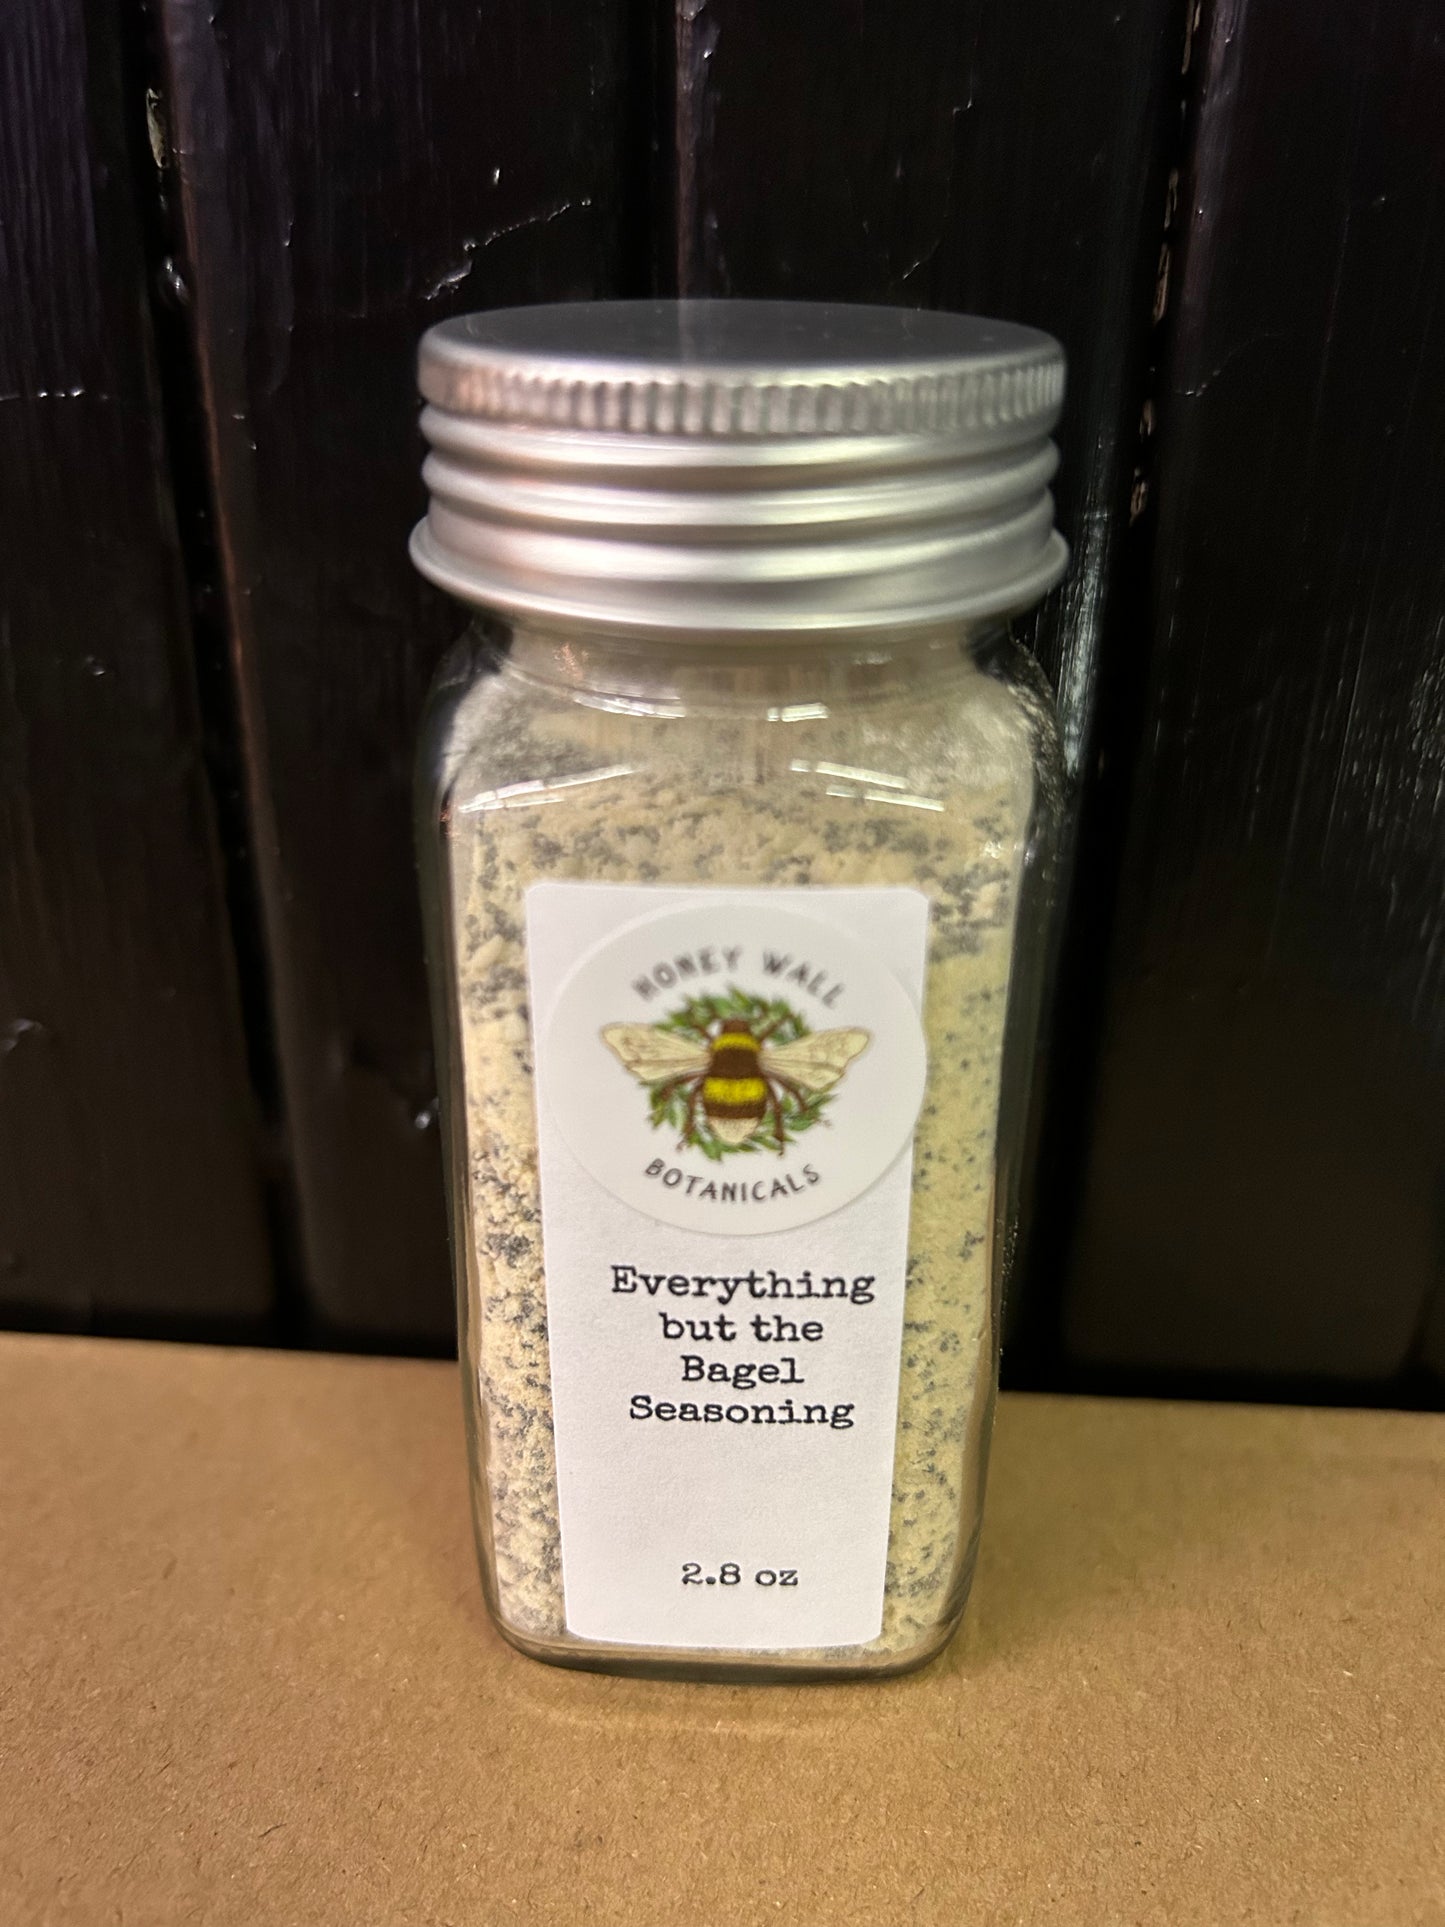 HONEY WALL
BOTANICALS
Everything
but the
Bagel
Seasoning
2.8 oz